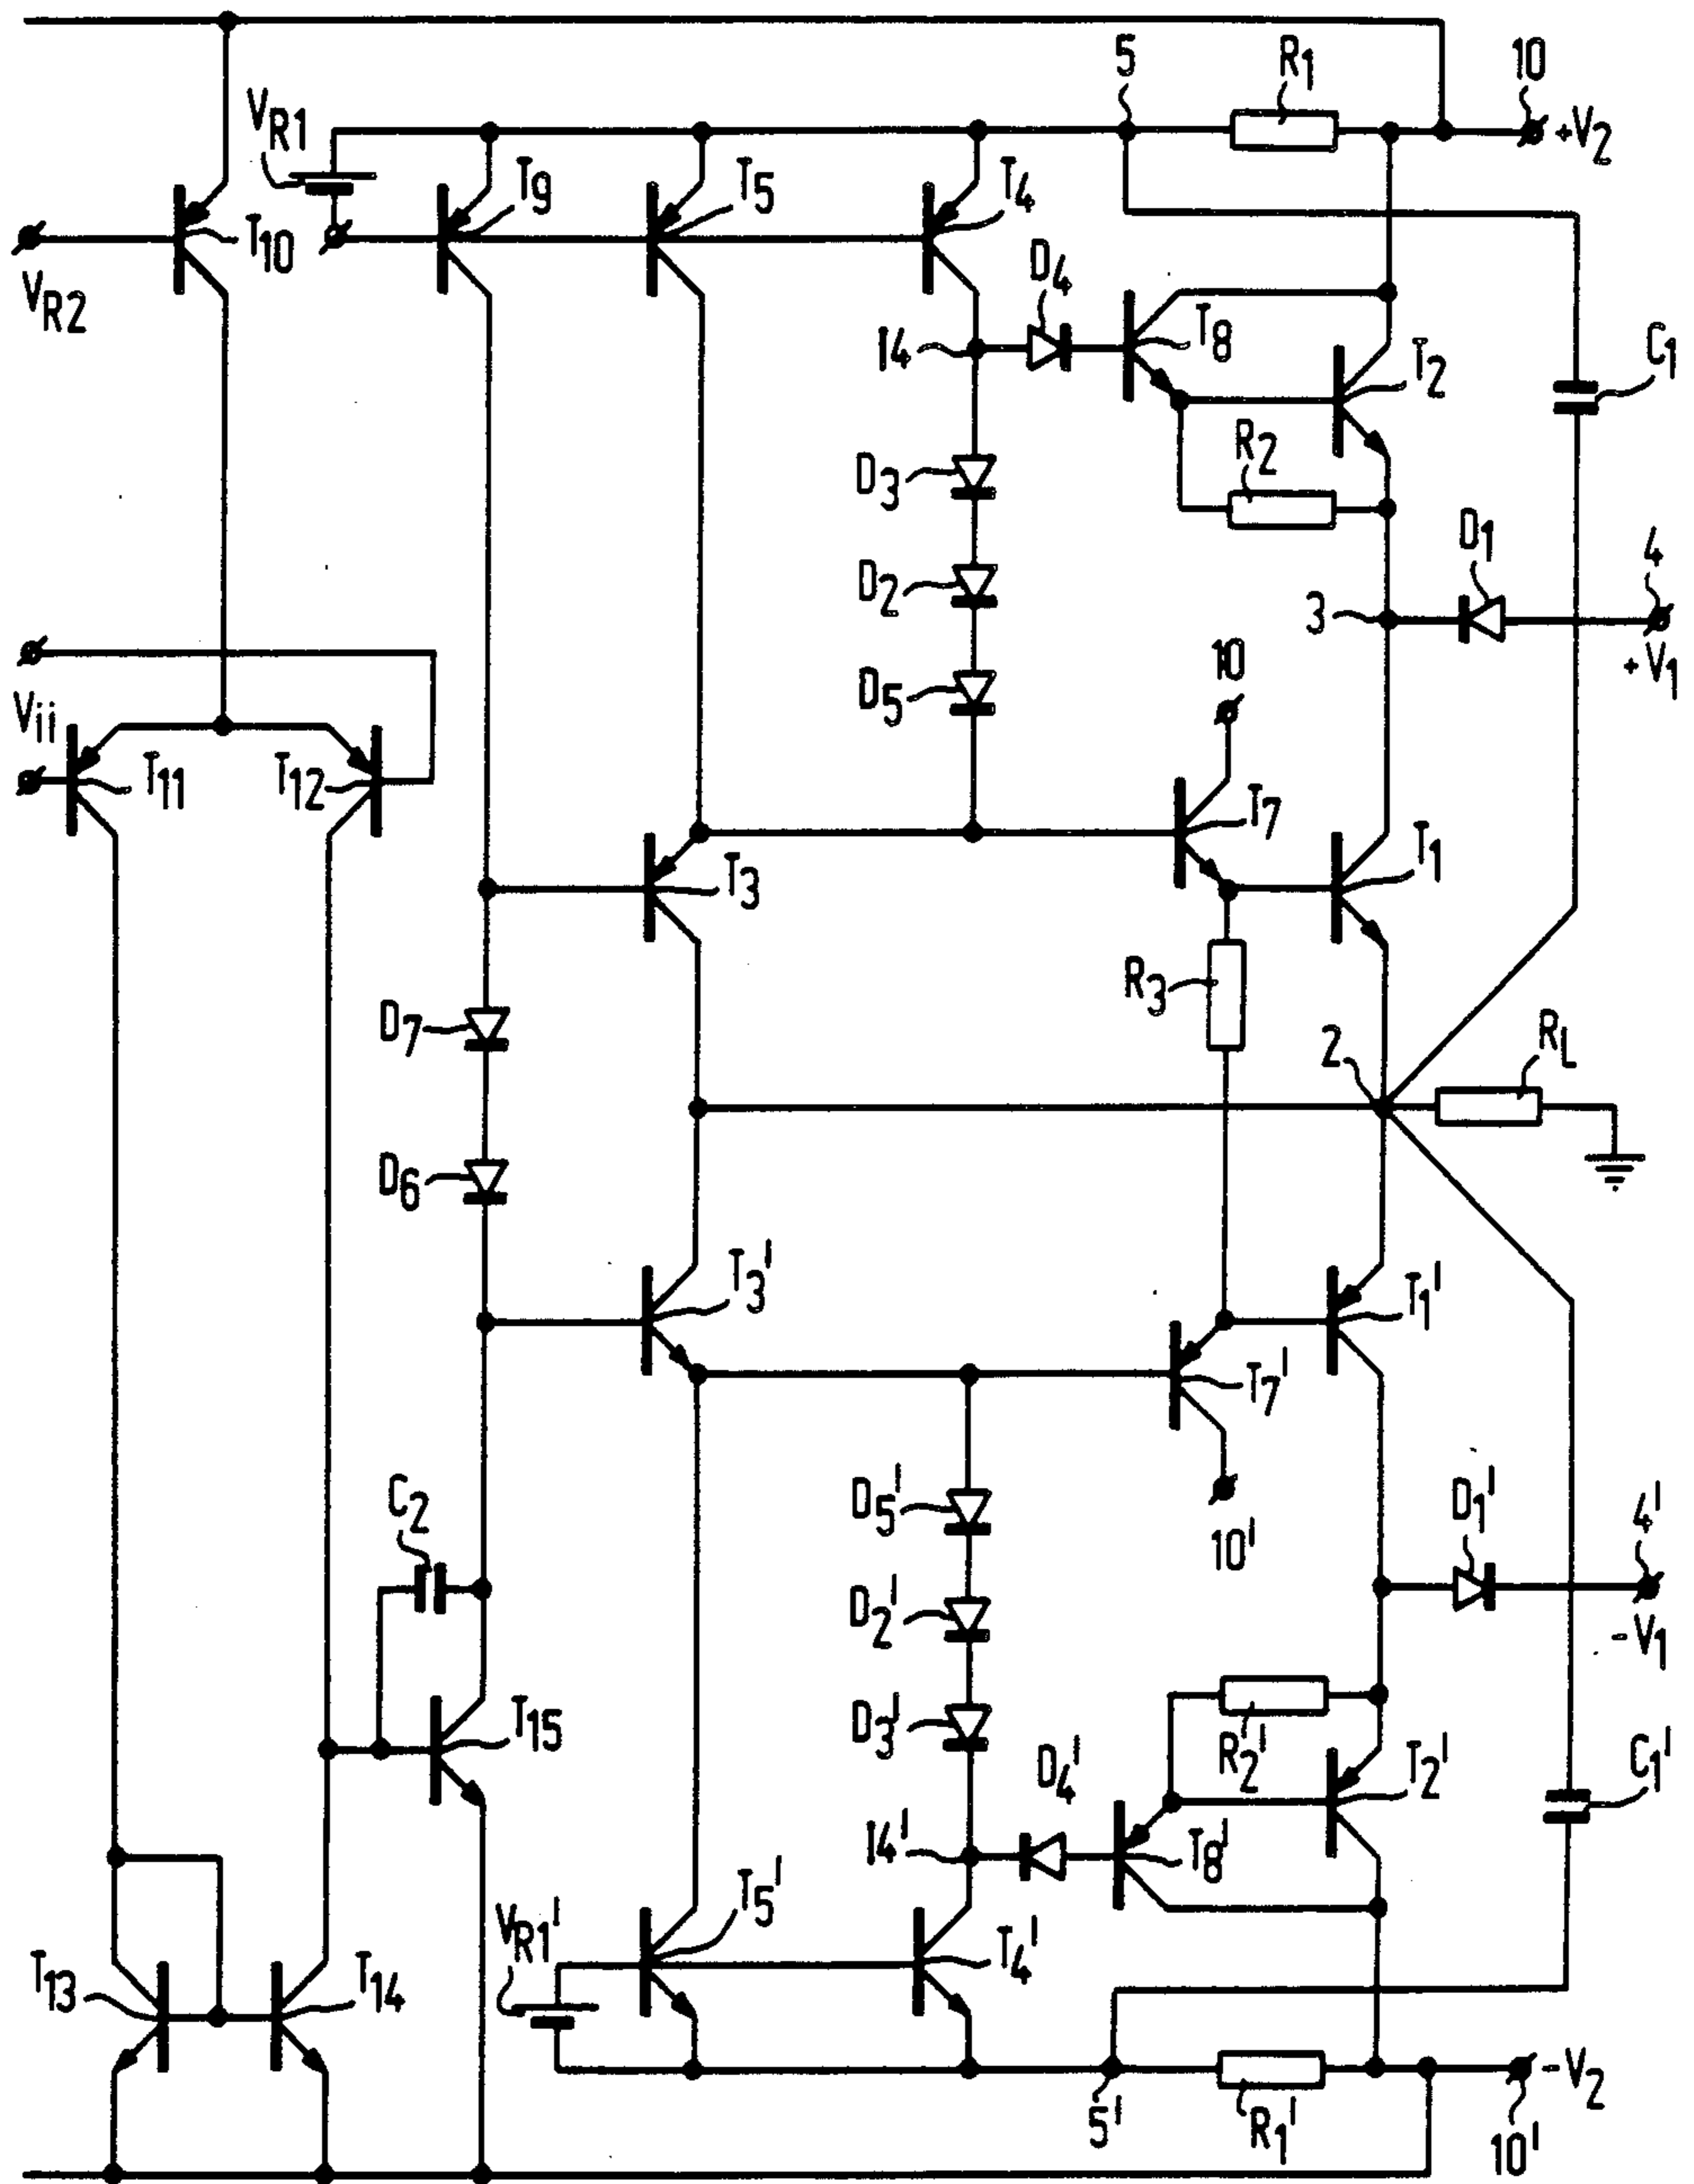 5 R1 10
VR1 +V2
T9 T5 T4
T10
D4
VR2
14 T8 C1
T2
D3 R2
D1 4
D2 3
10 +V1
D5
Vii
T11 T12 T7
T3 T1
R3
D7 2 RL
D6
T3' T1'
T7'
C2 D5' D1' 4'
10'
D2' -V1
T15 D3' R2' T2' C1'
D4'
14' T8'
T5'
VR1' T4'
T13 T14
-V2
5' R1' 10'